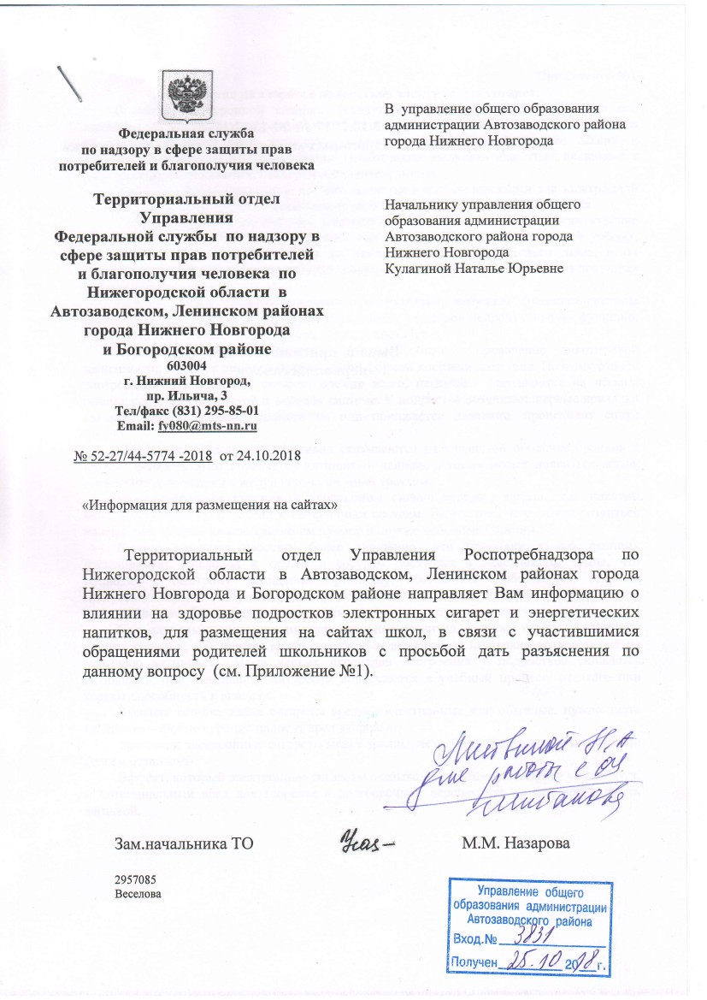 Федеральная служба
по надзору в сфере защиты прав
потребителей и благополучия человека
Территориальный отдел
Управления
Федеральной службы по надзору в
сфере защиты прав потребителей
и благополучия человека по
Нижегородской области в
Автозаводском, Ленинском районах
города Нижнего Новгорода
и Богородском районе
603004
г. Нижний Новгород,
пр. Ильича, 3
Тел/факс (831) 295-85-01
Email: fv080@mts-nn.ru
№ 52-27/44-5774 -2018 от 24.10.2018
В управление общего образования
администрации Автозаводского района
города Нижнего Новгорода
Начальнику управления общего
образования администрации
Автозаводского района города
Нижнего Новгорода
Кулагиной Наталье Юрьевне
«Информация для размещения на сайтах»
Территориальный отдел Управления Роспотребнадзора по
Нижегородской области в Автозаводском, Ленинском районах города
Нижнего Новгорода и Богородском районе направляет Вам информацию о
влиянии на здоровье подростков электронных сигарет и энергетических
напитков, для размещения на сайтах школ, в связи с участившимися
обращениями родителей школьников с просьбой дать разъяснения по
данному вопросу (см. Приложение №1).
Литвиной Н.А
для работы с ОУ
Зам.начальника ТО
М.М. Назарова
2957085
Веселова
Управление общего
образования администрации
Автозаводского района
Вход.№ 3831
Получен 25.10 2018г.